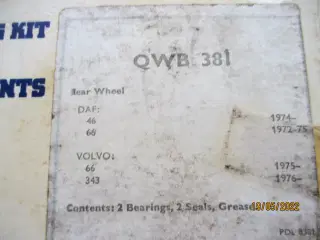 KIT
QWB 381
Rear Wheel
DAF:
46 1974–
66 1972-75
NTS
VOLVO:
66 1975–
343 1976–
Contents: 2 Bearings, 2 Seals, Grease
19/05/2022